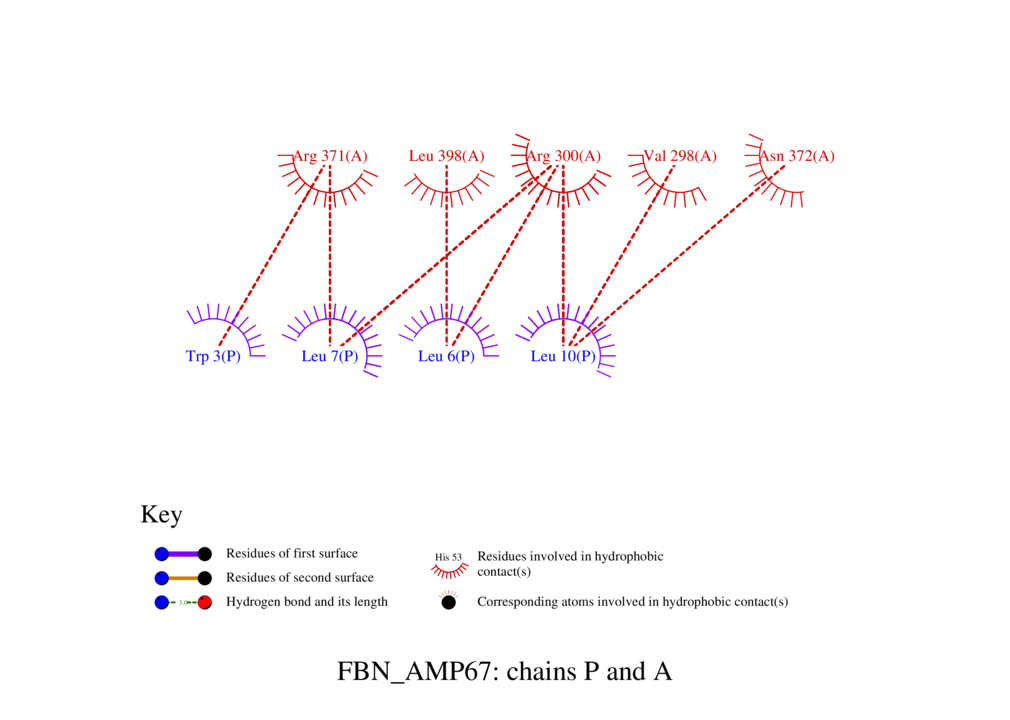 Arg 371(A) Leu 398(A) Arg 300(A) Val 298(A) Asn 372(A)
Trp 3(P) Leu 7(P) Leu 6(P) Leu 10(P)
Key
Residues of first surface
Residues of second surface
Hydrogen bond and its length
His 53
Residues involved in hydrophobic
contact(s)
Corresponding atoms involved in hydrophobic contact(s)
FBN_AMP67: chains P and A